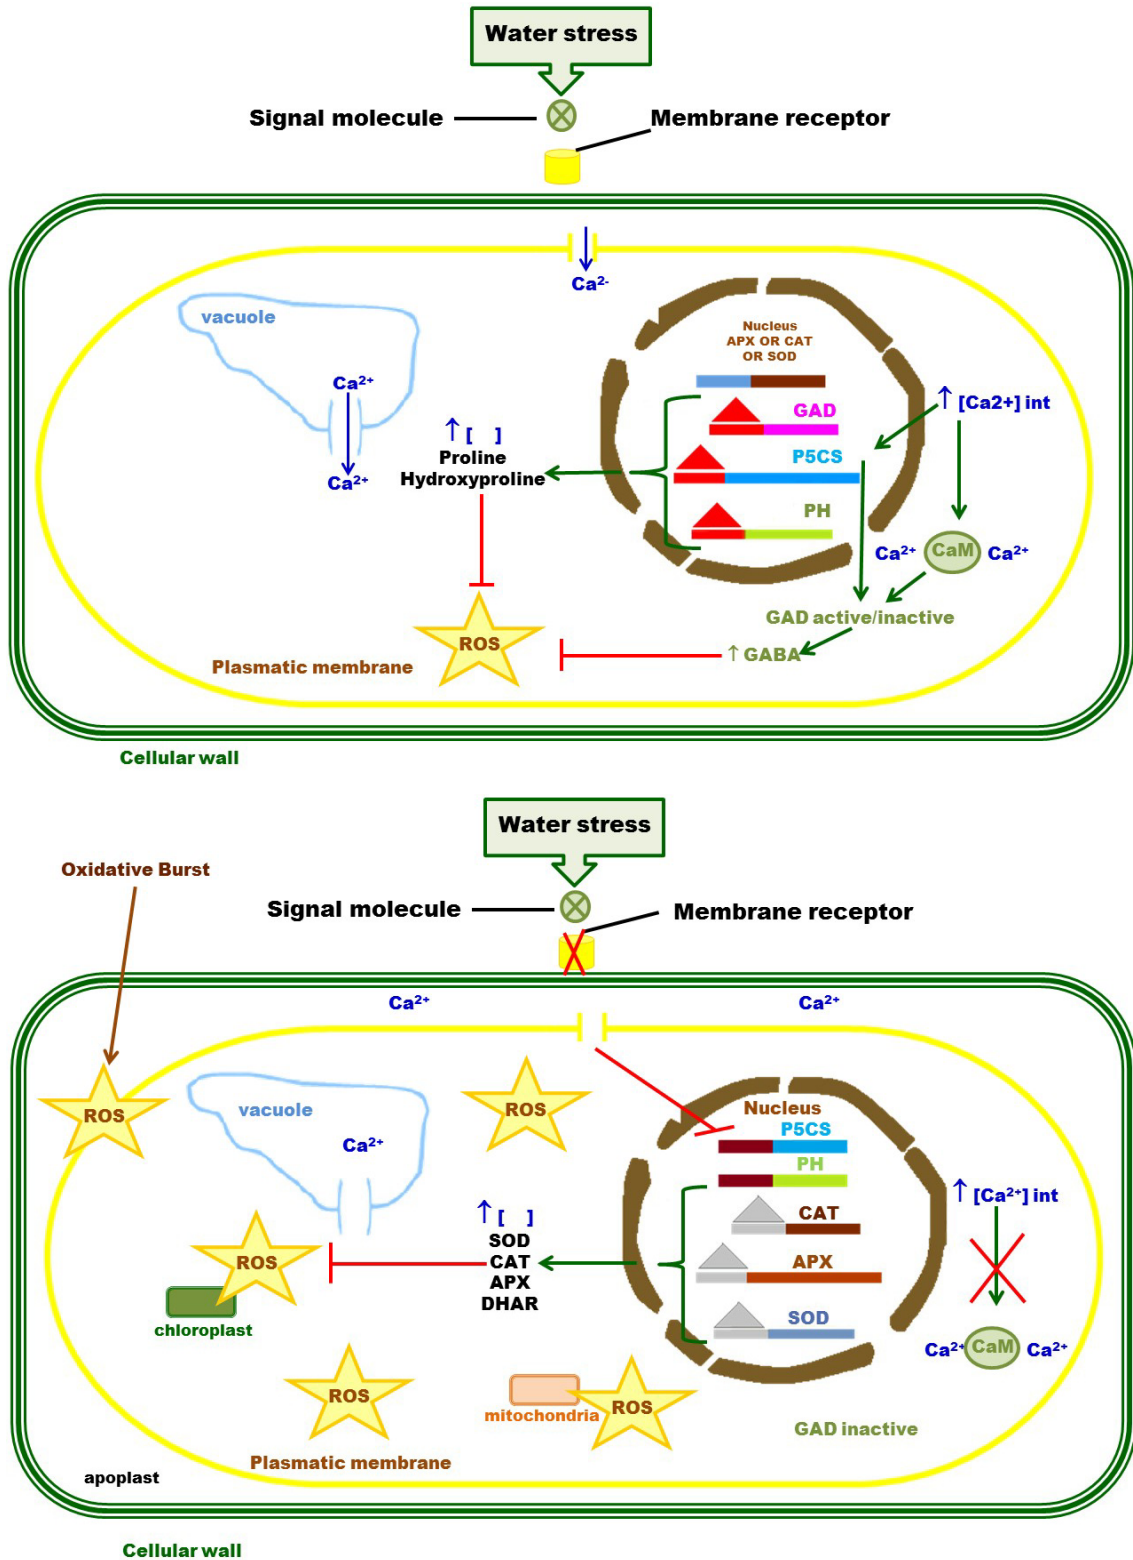 Water stress
Signal molecule
Membrane receptor
Ca²⁻
vacuole
Ca²⁺
Ca²⁺
Nucleus
APX OR CAT
OR SOD
GAD
P5CS
PH
↑ [Ca2+] int
↑ [ ]
Proline
Hydroxyproline
Ca²⁺ CaM Ca²⁺
GAD active/inactive
↑ GABA
ROS
Plasmatic membrane
Cellular wall
Water stress
Oxidative Burst
Signal molecule
Membrane receptor
Ca²⁺
Ca²⁺
ROS
vacuole
Ca²⁺
ROS
Nucleus
P5CS
PH
CAT
APX
SOD
↑ [Ca²⁺] int
↑ [ ]
SOD
CAT
APX
DHAR
ROS
chloroplast
Ca²⁺ CaM Ca²⁺
ROS
mitochondria
ROS
GAD inactive
Plasmatic membrane
apoplast
Cellular wall